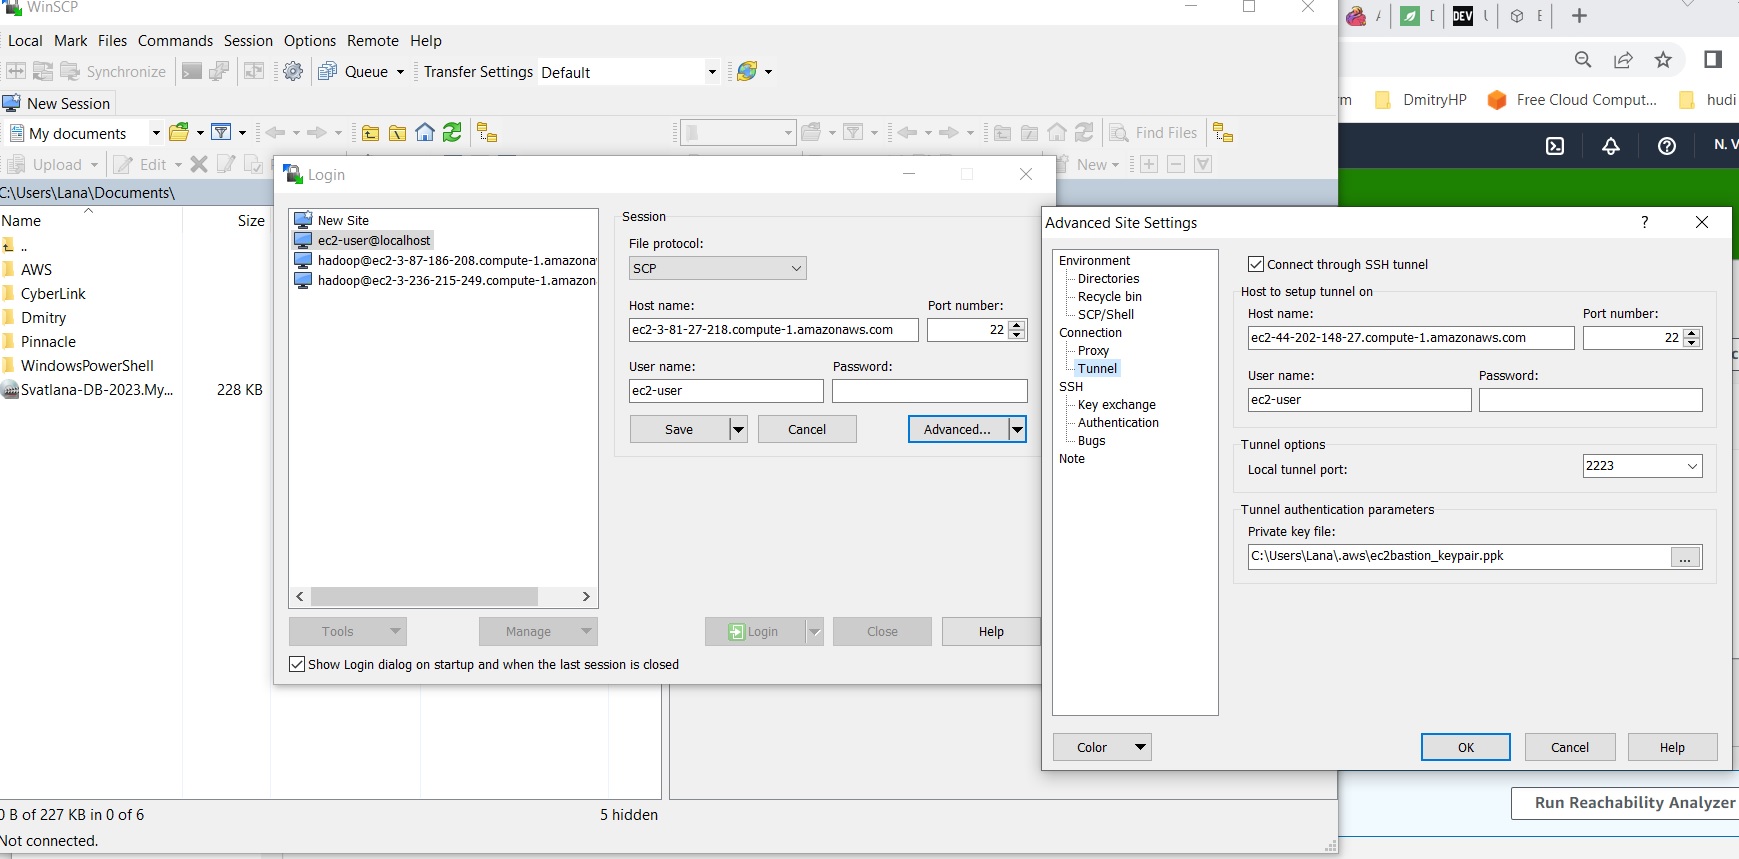 WinSCP
Local Mark Files Commands Session Options Remote Help
Synchronize Queue Transfer Settings Default
New Session
My documents Find Files
Upload Edit New
C:\Users\Lana\Documents\
Name Size
..
AWS
CyberLink
Dmitry
Pinnacle
WindowsPowerShell
Svatlana-DB-2023.My... 228 KB
0 B of 227 KB in 0 of 6 5 hidden
Not connected.
Login
New Site
ec2-user@localhost
hadoop@ec2-3-87-186-208.compute-1.amazona
hadoop@ec2-3-236-215-249.compute-1.amazon
Session
File protocol:
SCP
Host name: Port number:
ec2-3-81-27-218.compute-1.amazonaws.com 22
User name: Password:
ec2-user
Save Cancel Advanced...
Tools Manage Login Close Help
Show Login dialog on startup and when the last session is closed
Advanced Site Settings ?
Environment
Directories
Recycle bin
SCP/Shell
Connection
Proxy
Tunnel
SSH
Key exchange
Authentication
Bugs
Note
Connect through SSH tunnel
Host to setup tunnel on
Host name: Port number:
ec2-44-202-148-27.compute-1.amazonaws.com 22
User name: Password:
ec2-user
Tunnel options
Local tunnel port: 2223
Tunnel authentication parameters
Private key file:
C:\Users\Lana\.aws\ec2bastion_keypair.ppk ...
Color OK Cancel Help
DEV
rm DmitryHP Free Cloud Comput... hudi
N. V
Run Reachability Analyzer